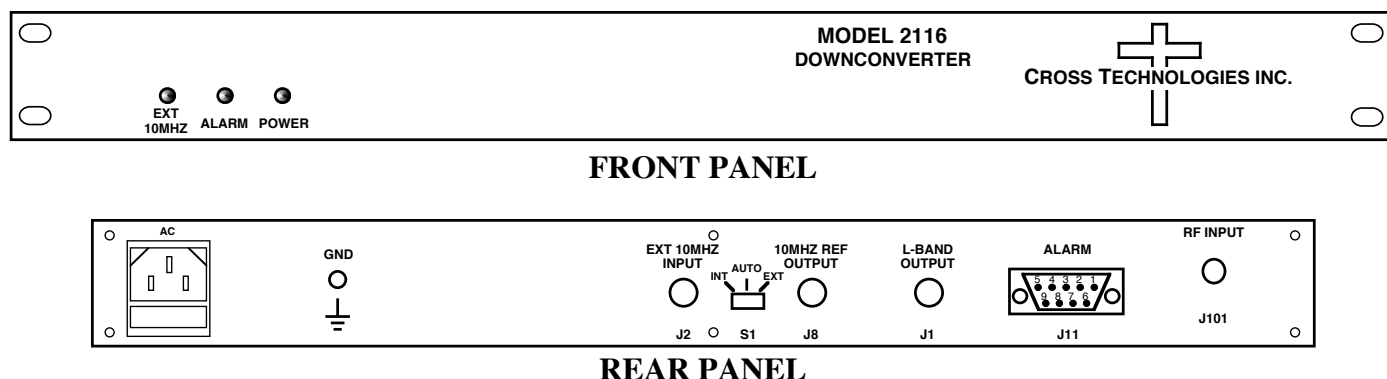 MODEL 2116
DOWNCONVERTER
CROSS TECHNOLOGIES INC.
EXT
10MHZ
ALARM
POWER
FRONT PANEL
AC
GND
EXT 10MHZ
INPUT
INT
AUTO
EXT
10MHZ REF
OUTPUT
L-BAND
OUTPUT
ALARM
5 4 3 2 1
9 8 7 6
RF INPUT
J2
S1
J8
J1
J11
J101
REAR PANEL